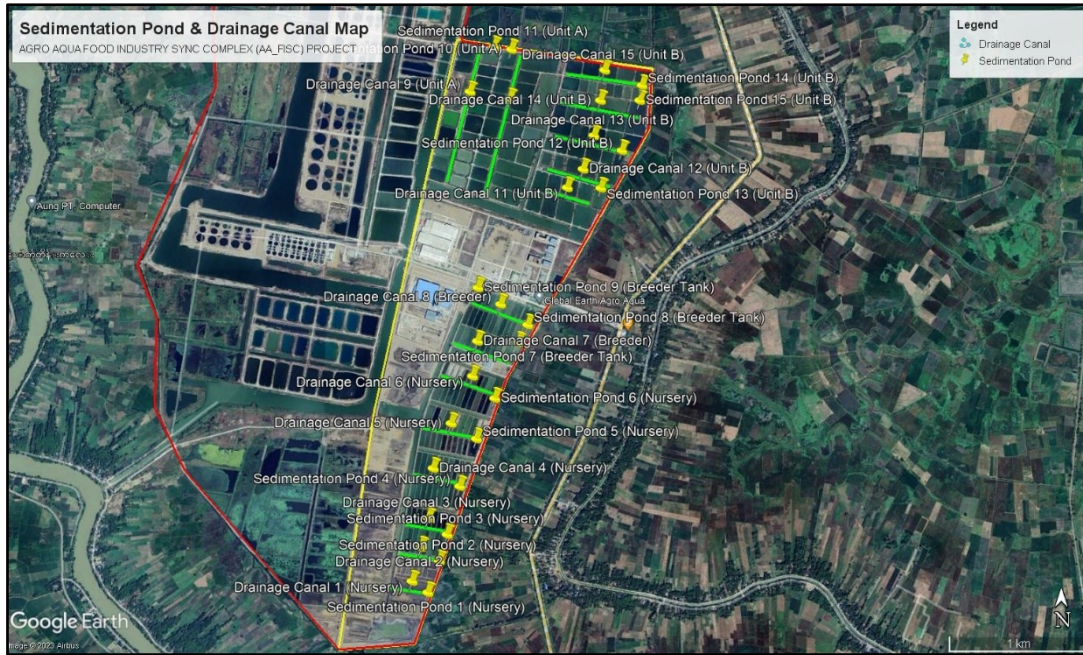 Sedimentation Pond & Drainage Canal Map
AGRO AQUA FOOD INDUSTRY SYNC COMPLEX (AA_FISC) PROJECT
Legend
Drainage Canal
Sedimentation Pond
Sedimentation Pond 11 (Unit A)
Pond 10 (Unit A)
Drainage Canal 15 (Unit B)
Drainage Canal 9 (Unit A)
Sedimentation Pond 14 (Unit B)
Drainage Canal 14 (Unit B)
Sedimentation Pond 15 (Unit B)
Drainage Canal 13 (Unit B)
Sedimentation Pond 12 (Unit B)
Drainage Canal 12 (Unit B)
Drainage Canal 11 (Unit B)
Sedimentation Pond 13 (Unit B)
Aung PT, Computer
Sedimentation Pond 9 (Breeder Tank)
Drainage Canal 8 (Breeder)
Global Earth Agro Aqua
Sedimentation Pond 8 (Breeder Tank)
Drainage Canal 7 (Breeder)
Sedimentation Pond 7 (Breeder Tank)
Drainage Canal 6 (Nursery)
Sedimentation Pond 6 (Nursery)
Drainage Canal 5 (Nursery)
Sedimentation Pond 5 (Nursery)
Drainage Canal 4 (Nursery)
Sedimentation Pond 4 (Nursery)
Drainage Canal 3 (Nursery)
Sedimentation Pond 3 (Nursery)
Sedimentation Pond 2 (Nursery)
Drainage Canal 2 (Nursery)
Drainage Canal 1 (Nursery)
Sedimentation Pond 1 (Nursery)
Google Earth
Image © 2023 Airbus
N
1 km